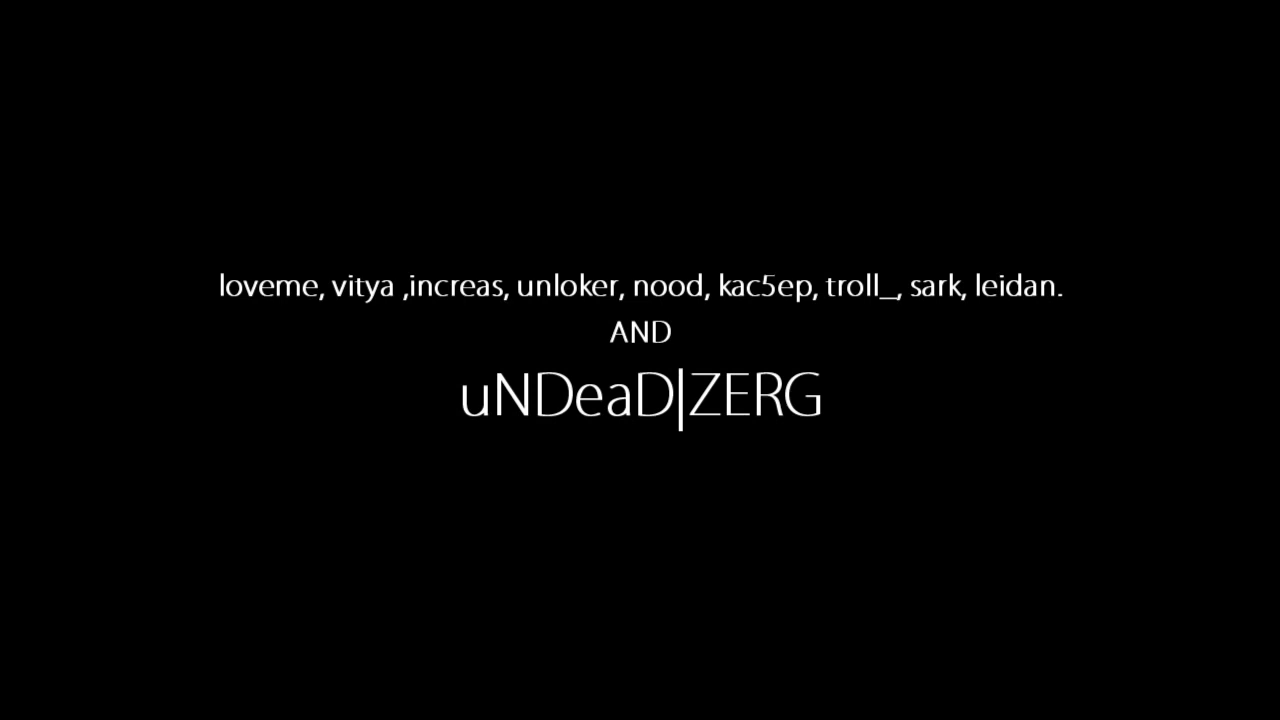 loveme, vitya ,increas, unloker, nood, kac5ep, troll_, sark, leidan.
AND
uNDeaD|ZERG